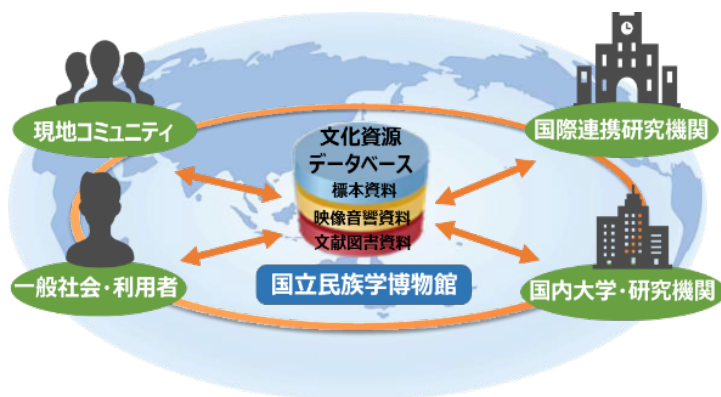 現地コミュニティ
国際連携研究機関
文化資源
データベース
標本資料
映像音響資料
文献図書資料
一般社会・利用者
国立民族学博物館
国内大学・研究機関